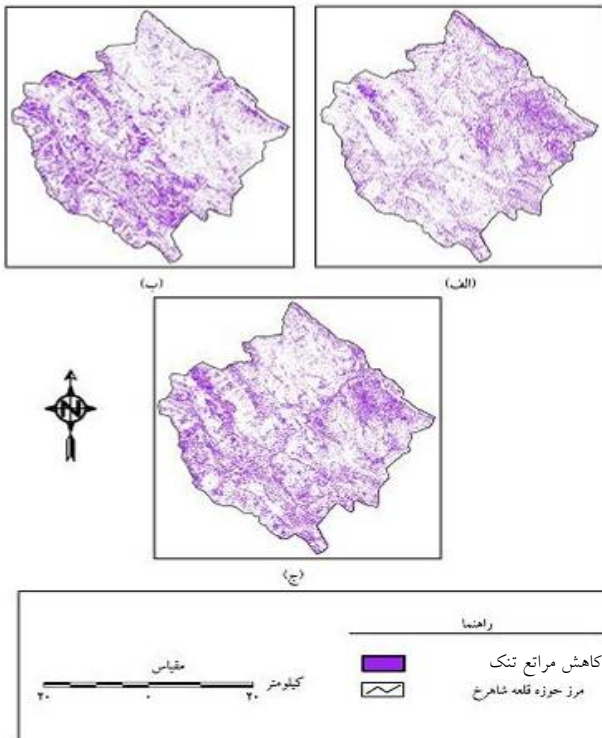 (الف)
(ب)
(ج)
N
راهنما
کاهش مراتع تنک
مرز حوزه قلعه شاهرخ
مقیاس
۲۰ ۰ ۲۰ کیلومتر